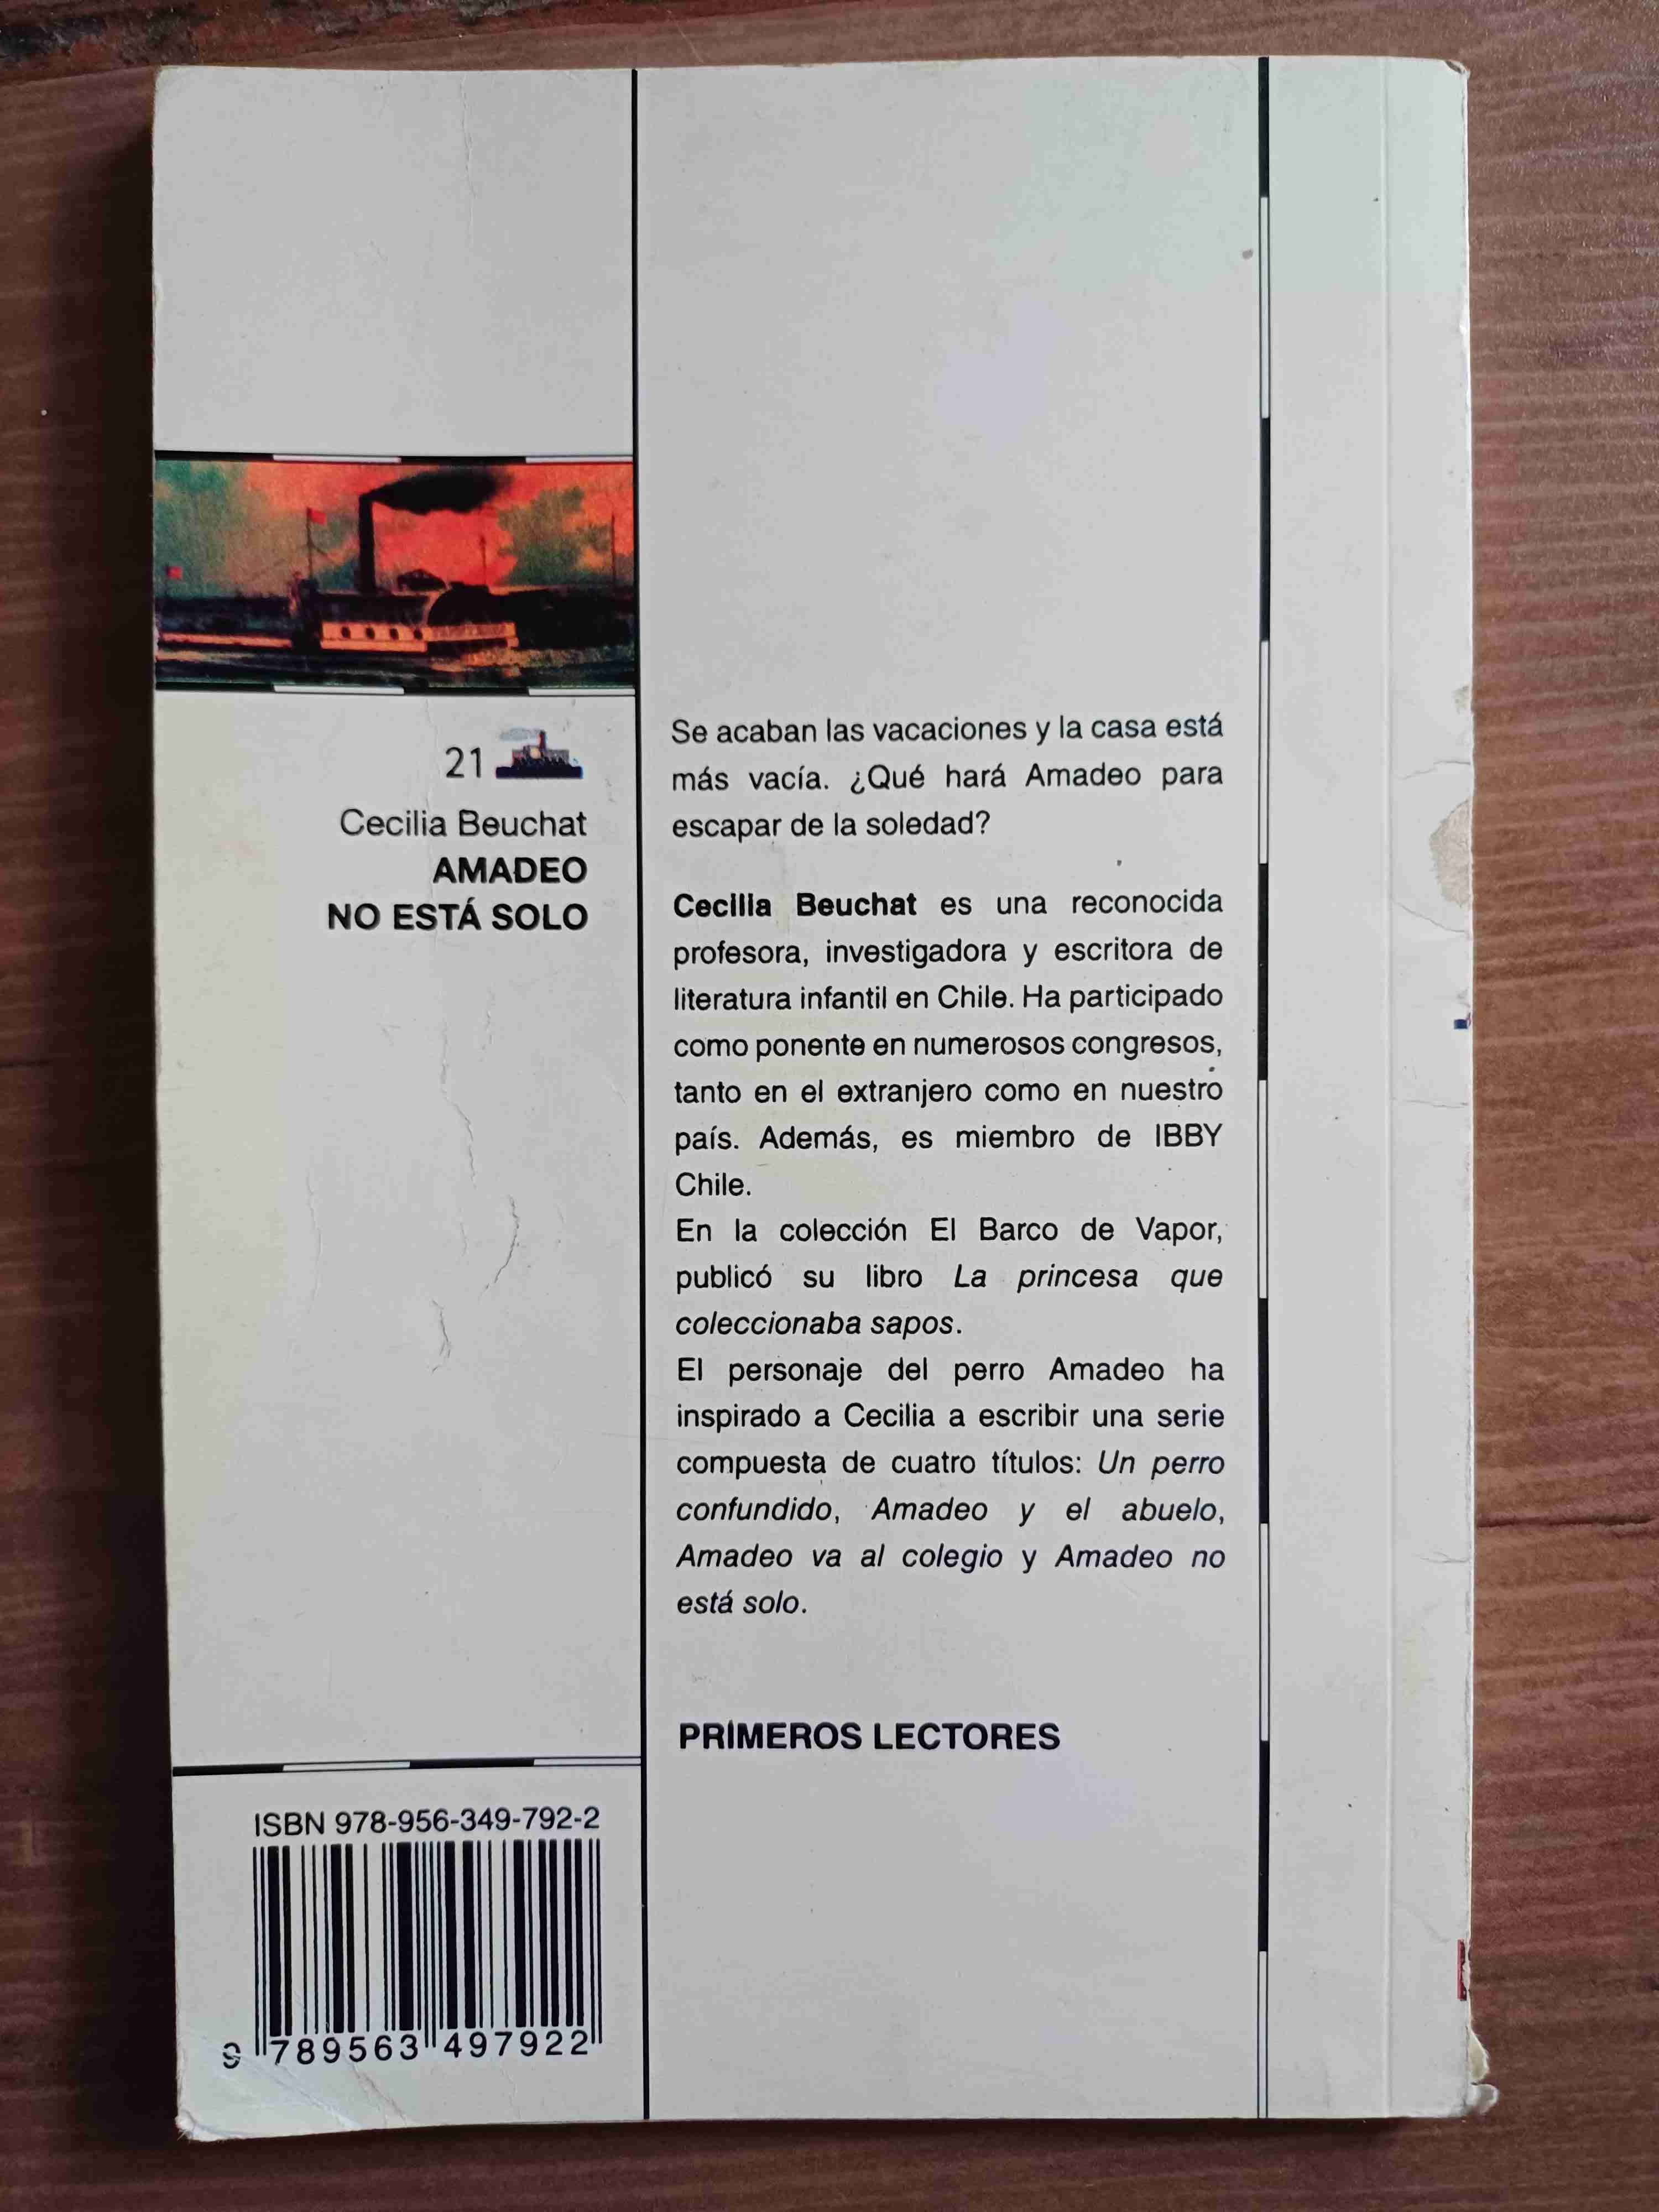 21
Cecilia Beuchat
AMADEO
NO ESTÁ SOLO
Se acaban las vacaciones y la casa está
más vacía. ¿Qué hará Amadeo para
escapar de la soledad?
Cecilia Beuchat es una reconocida
profesora, investigadora y escritora de
literatura infantil en Chile. Ha participado
como ponente en numerosos congresos,
tanto en el extranjero como en nuestro
país. Además, es miembro de IBBY
Chile.
En la colección El Barco de Vapor,
publicó su libro La princesa que
coleccionaba sapos.
El personaje del perro Amadeo ha
inspirado a Cecilia a escribir una serie
compuesta de cuatro títulos: Un perro
confundido, Amadeo y el abuelo,
Amadeo va al colegio y Amadeo no
está solo.
PRIMEROS LECTORES
ISBN 978-956-349-792-2
9 789563 497922